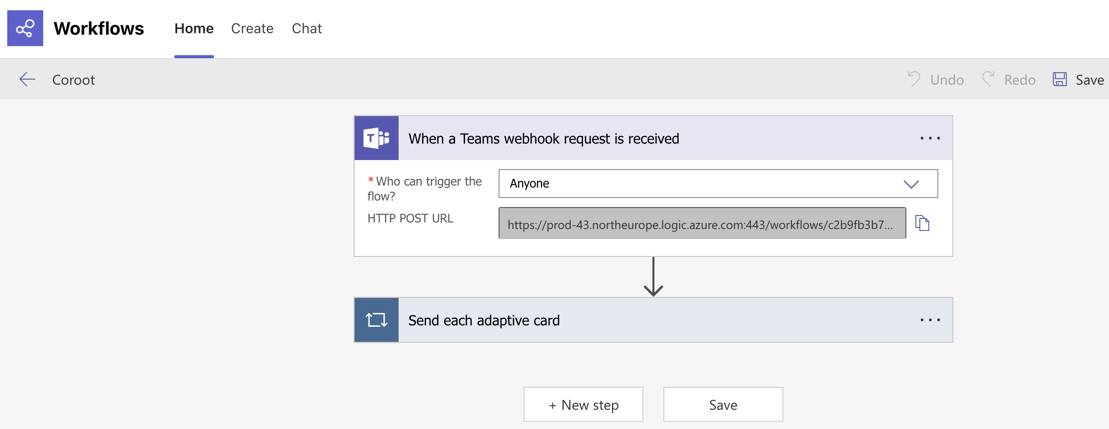 Workflows Home Create Chat
Coroot Undo Redo Save
T
When a Teams webhook request is received ...
*Who can trigger the
flow?
Anyone
HTTP POST URL
https://prod-43.northeurope.logic.azure.com:443/workflows/c2b9fb3b7...
Send each adaptive card ...
+ New step Save